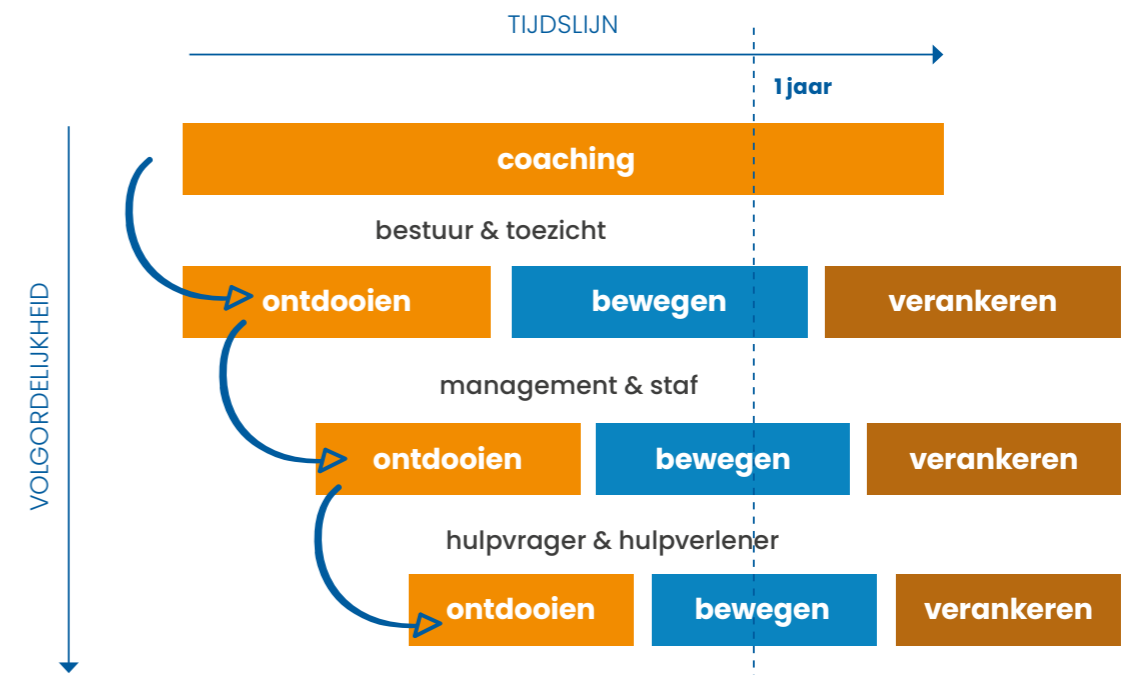 TIJDSLIJN
1 jaar
coaching
bestuur & toezicht
ontdooien bewegen verankeren
management & staf
ontdooien bewegen verankeren
hulpvrager & hulpverlener
ontdooien bewegen verankeren
VOLGORDELIJKHEID